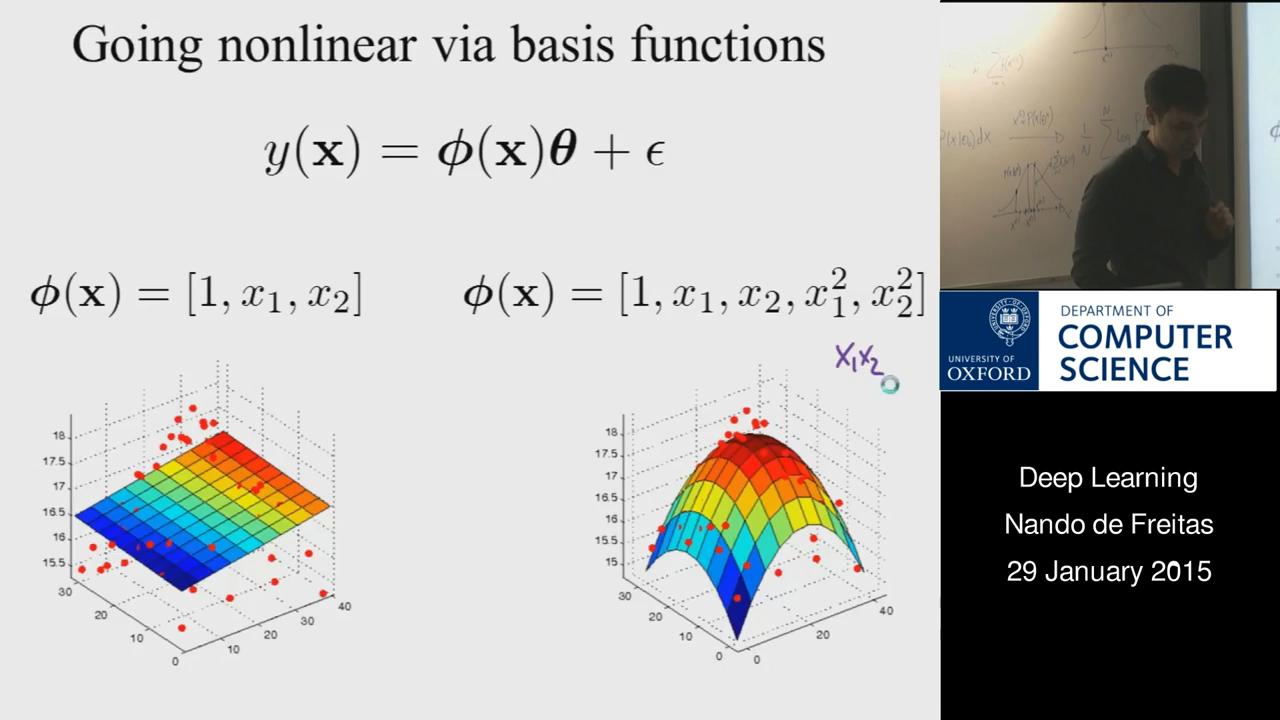 Going nonlinear via basis functions
y(x) = ϕ(x)θ + ϵ
ϕ(x) = [1, x₁, x₂]
ϕ(x) = [1, x₁, x₂, x₁², x₂²]
x₁x₂
18
17.5
17
16.5
16
15.5
30
20
10
0
10
20
30
40
18
17.5
17
16.5
16
15.5
15
30
20
10
0
0
20
40
UNIVERSITY OF
OXFORD
DEPARTMENT OF
COMPUTER
SCIENCE
Deep Learning
Nando de Freitas
29 January 2015